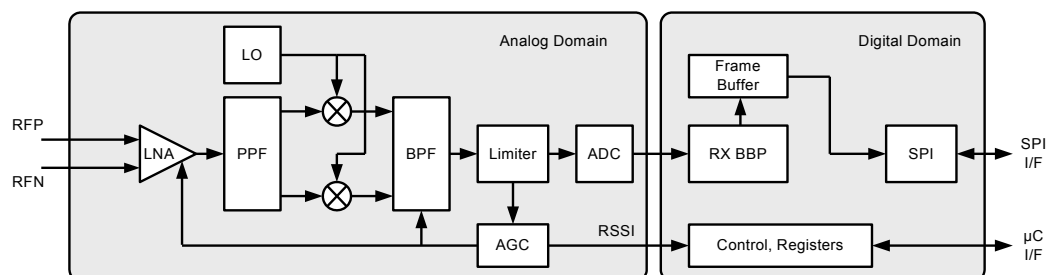 Analog Domain
Digital Domain
LO
Frame
Buffer
RFP
RFN
LNA
PPF
BPF
Limiter
ADC
RX BBP
SPI
SPI
I/F
AGC
RSSI
Control, Registers
µC
I/F